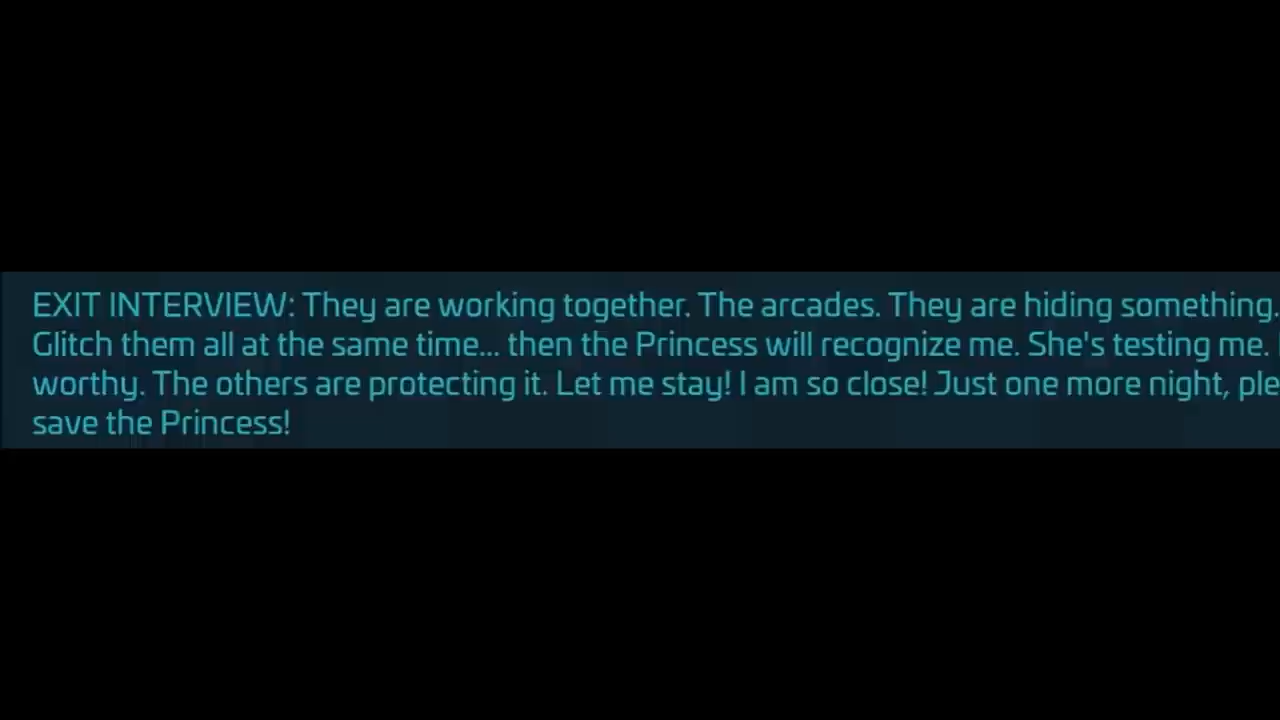 EXIT INTERVIEW: They are working together. The arcades. They are hiding something.
Glitch them all at the same time... then the Princess will recognize me. She's testing me.
worthy. The others are protecting it. Let me stay! I am so close! Just one more night,
save the Princess!